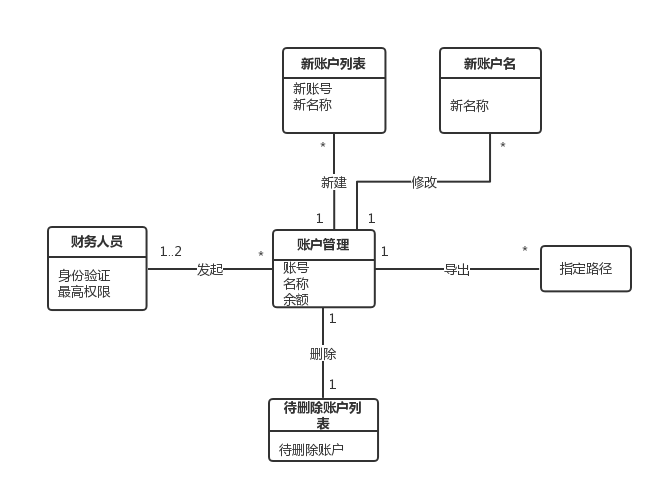 新账户列表
新账号
新名称
新账户名
新名称
*
*
新建
修改
1
1
财务人员
身份验证
最高权限
1..2
发起
*
账户管理
账号
名称
余额
1
导出
*
指定路径
1
删除
1
待删除账户列
表
待删除账户